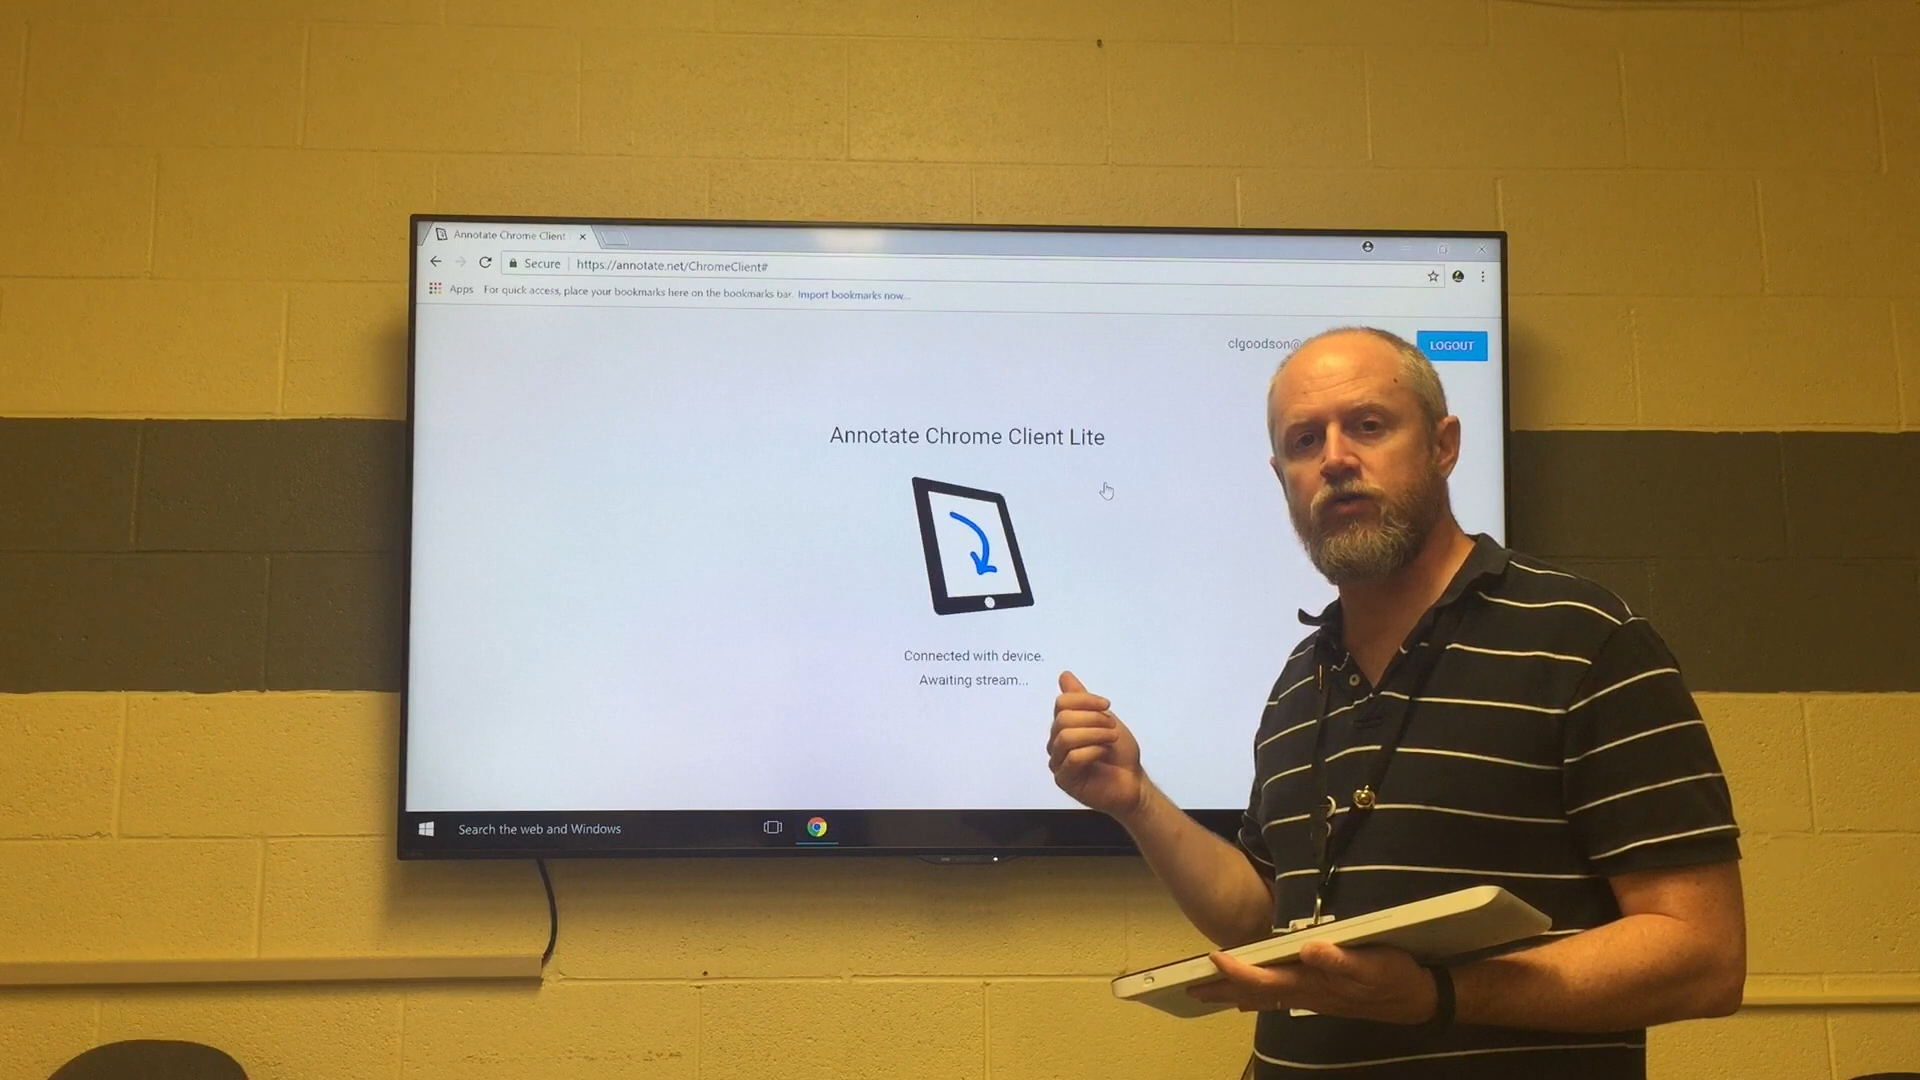 Annotate Chrome Client
Secure | https://annotate.net/ChromeClient#
Apps For quick access, place your bookmarks here on the bookmarks bar. Import bookmarks now...
clgoodson@
LOGOUT
Annotate Chrome Client Lite
Connected with device.
Awaiting stream...
Search the web and Windows